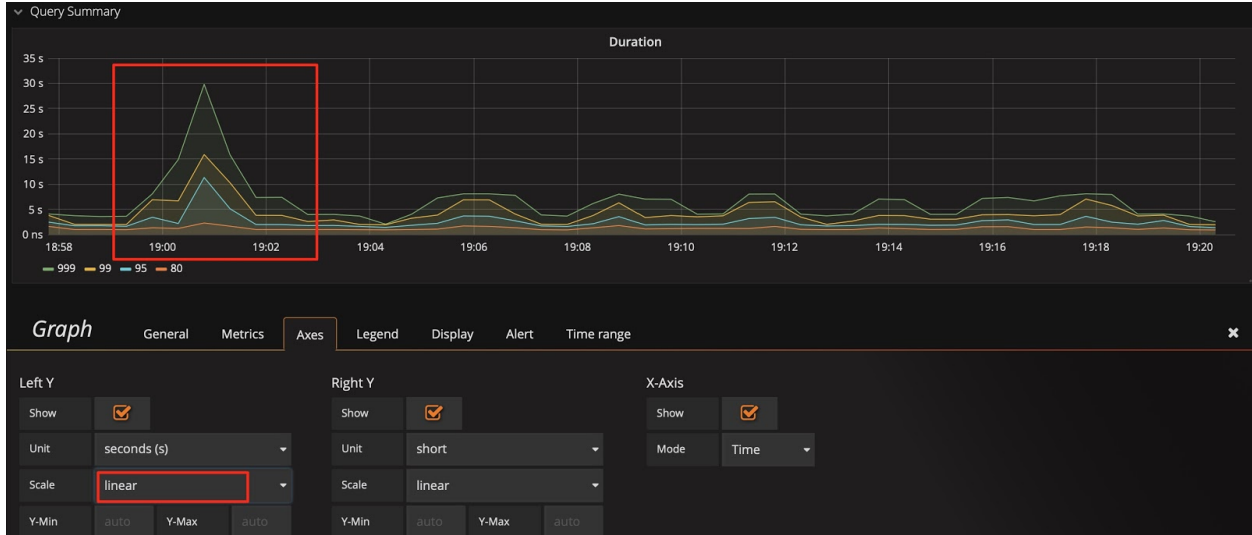 Query Summary
Duration
35 s
30 s
25 s
20 s
15 s
10 s
5 s
0 ns
18:58 19:00 19:02 19:04 19:06 19:08 19:10 19:12 19:14 19:16 19:18 19:20
999 99 95 80
Graph General Metrics Axes Legend Display Alert Time range
Left Y Right Y X-Axis
Show Show Show
Unit seconds (s) Unit short Mode Time
Scale linear Scale linear
Y-Min auto Y-Max auto Y-Min auto Y-Max auto